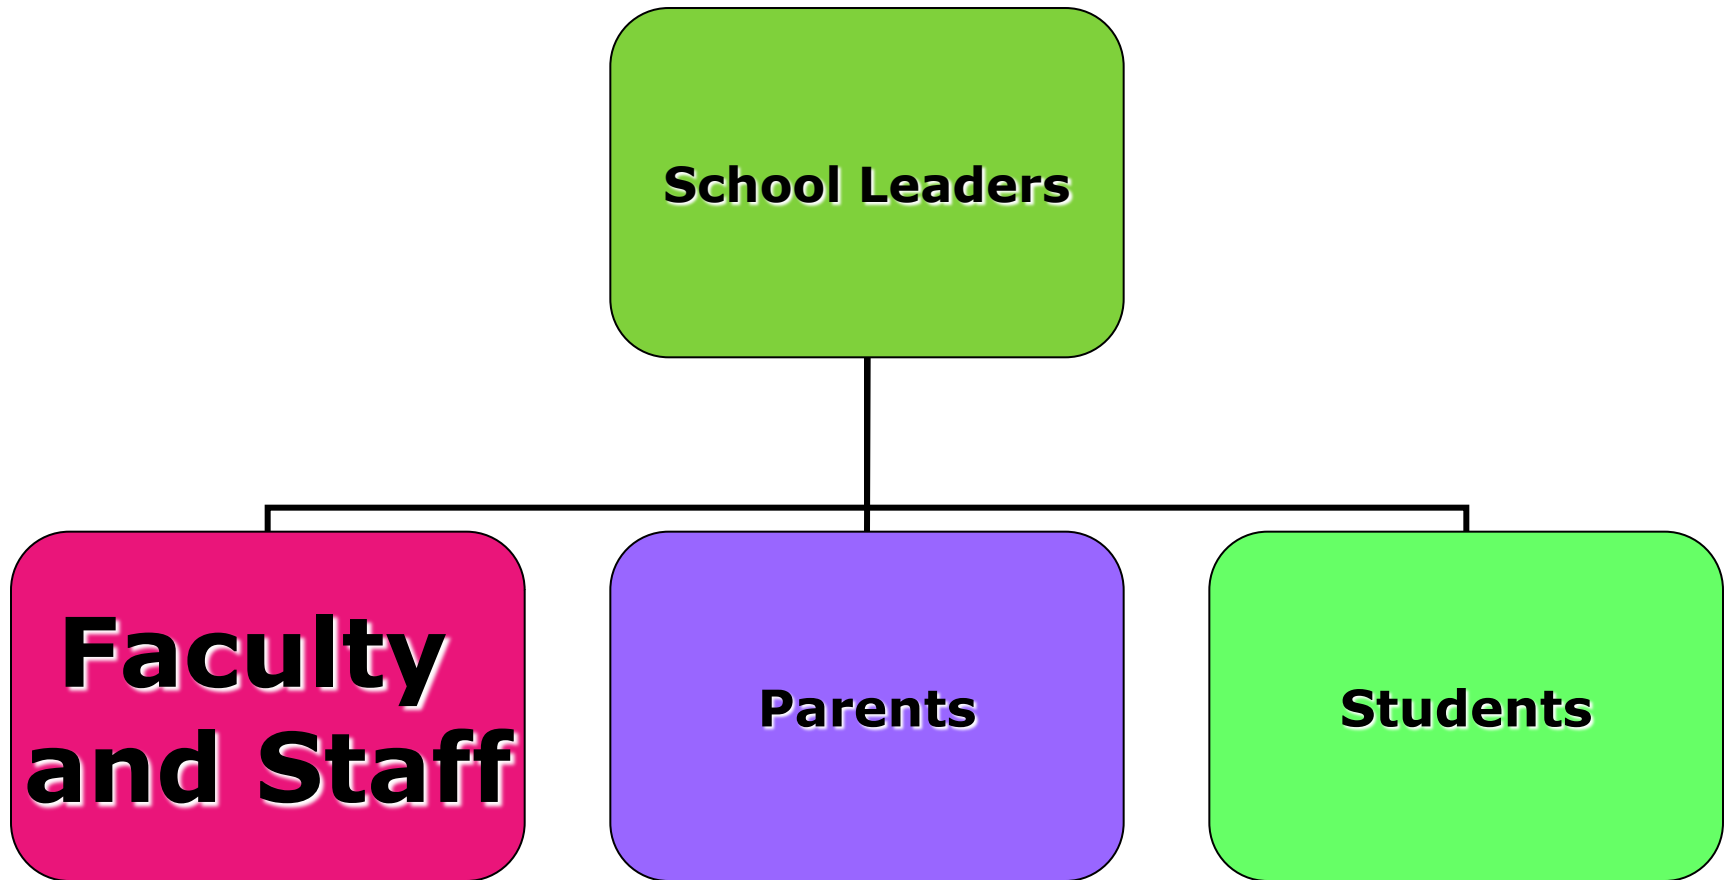 School Leaders
Faculty
and Staff
Parents
Students